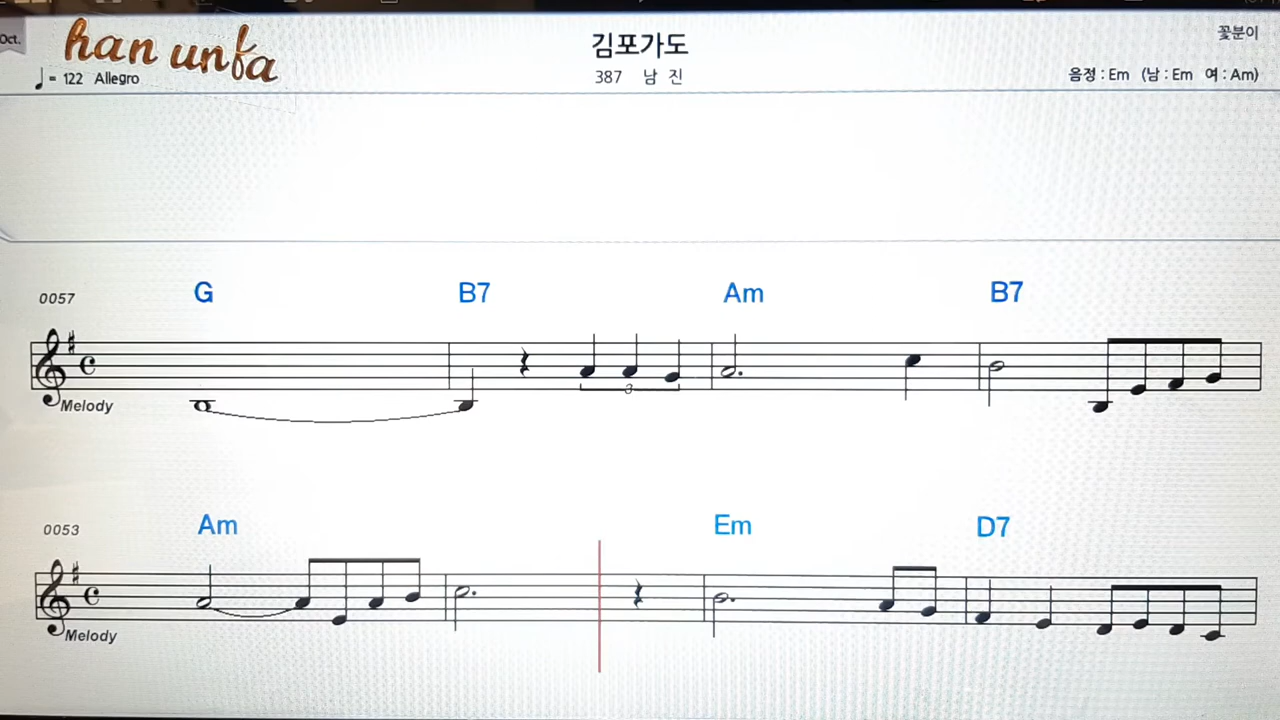 Oct.
han unfa
김포가도
꽃분이
♩ = 122 Allegro
387 남 진
음정 : Em (남 : Em 여 : Am)
0057
G B7 Am B7
3
Melody
0053
Am Em D7
Melody